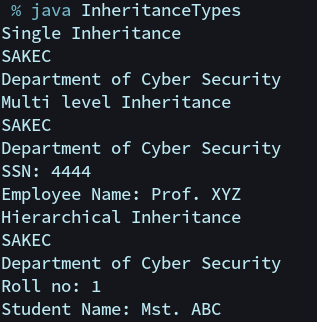 % java InheritanceTypes
Single Inheritance
SAKEC
Department of Cyber Security
Multi level Inheritance
SAKEC
Department of Cyber Security
SSN: 4444
Employee Name: Prof. XYZ
Hierarchical Inheritance
SAKEC
Department of Cyber Security
Roll no: 1
Student Name: Mst. ABC